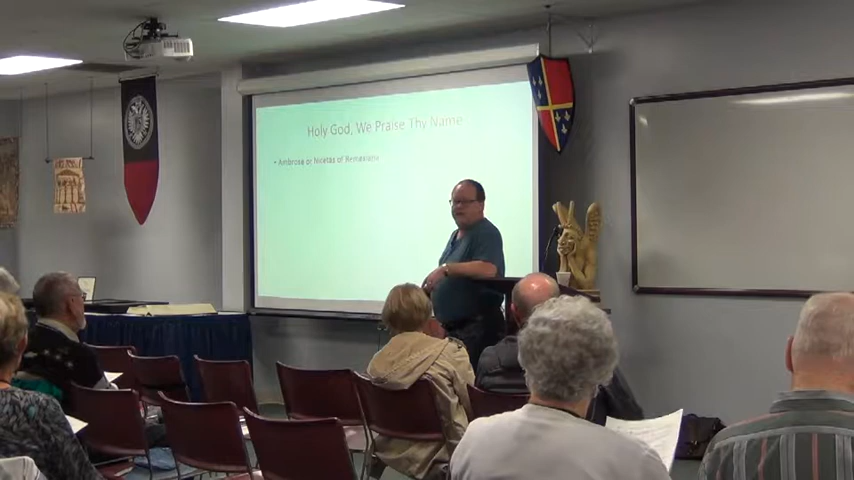 Holy God, We Praise Thy Name
• Ambrose or Nicetas of Remesiana